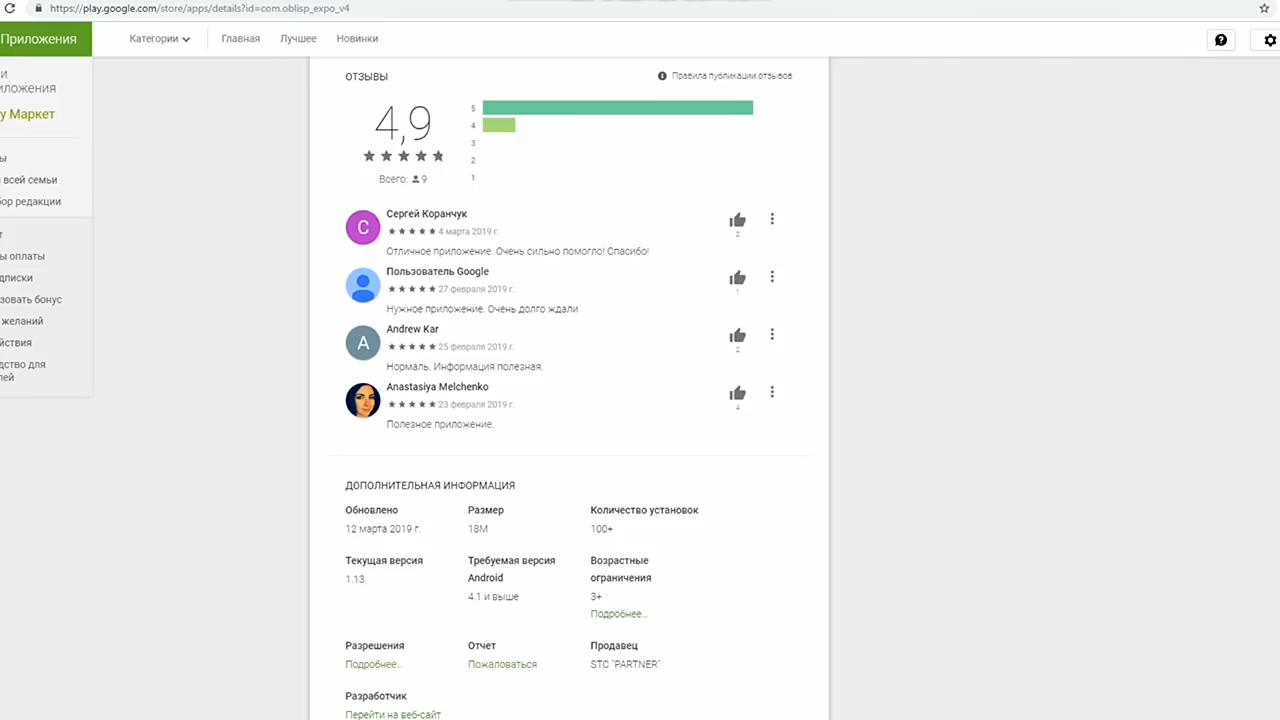 https://play.google.com/store/apps/details?id=com.oblisp_expo_v4
Приложения
Категории
Главная
Лучшее
Новинки
и
иложения
у Маркет
ы
всей семьи
ор редакции
т
ы оплаты
дписки
зовать бонус
желаний
йствия
дство для
лей
ОТЗЫВЫ
Правила публикации отзывов
4,9
Всего: 9
5
4
3
2
1
С
Сергей Коранчук
4 марта 2019 г.
Отличное приложение. Очень сильно помогло! Спасибо!
2
Пользователь Google
27 февраля 2019 г.
Нужное приложение. Очень долго ждали
1
A
Andrew Kar
25 февраля 2019 г.
Нормаль. Информация полезная.
2
Anastasiya Melchenko
23 февраля 2019 г.
Полезное приложение.
4
ДОПОЛНИТЕЛЬНАЯ ИНФОРМАЦИЯ
Обновлено
12 марта 2019 г.
Размер
18M
Количество установок
100+
Текущая версия
1.13
Требуемая версия
Android
4.1 и выше
Возрастные
ограничения
3+
Подробнее…
Разрешения
Подробнее…
Отчет
Пожаловаться
Продавец
STC "PARTNER"
Разработчик
Перейти на веб-сайт